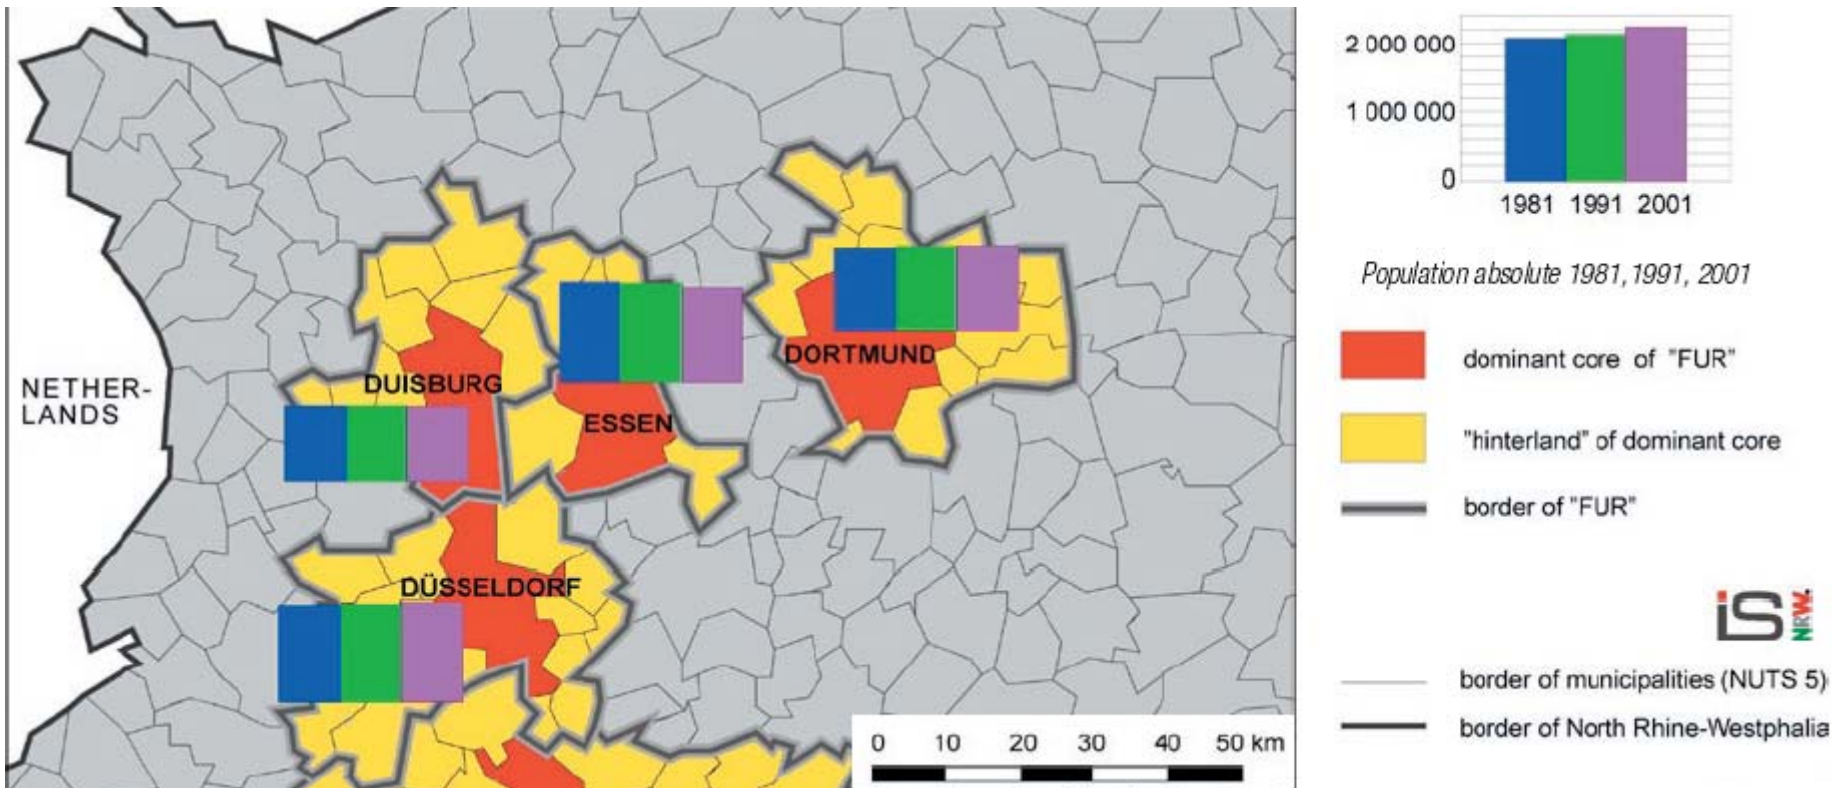 NETHER-
LANDS
DUISBURG
ESSEN
DORTMUND
DÜSSELDORF
0 10 20 30 40 50 km
2 000 000
1 000 000
0
1981 1991 2001
Population absolute 1981, 1991, 2001
dominant core of "FUR"
"hinterland" of dominant core
border of "FUR"
iS NRW.
border of municipalities (NUTS 5)
border of North Rhine-Westphalia